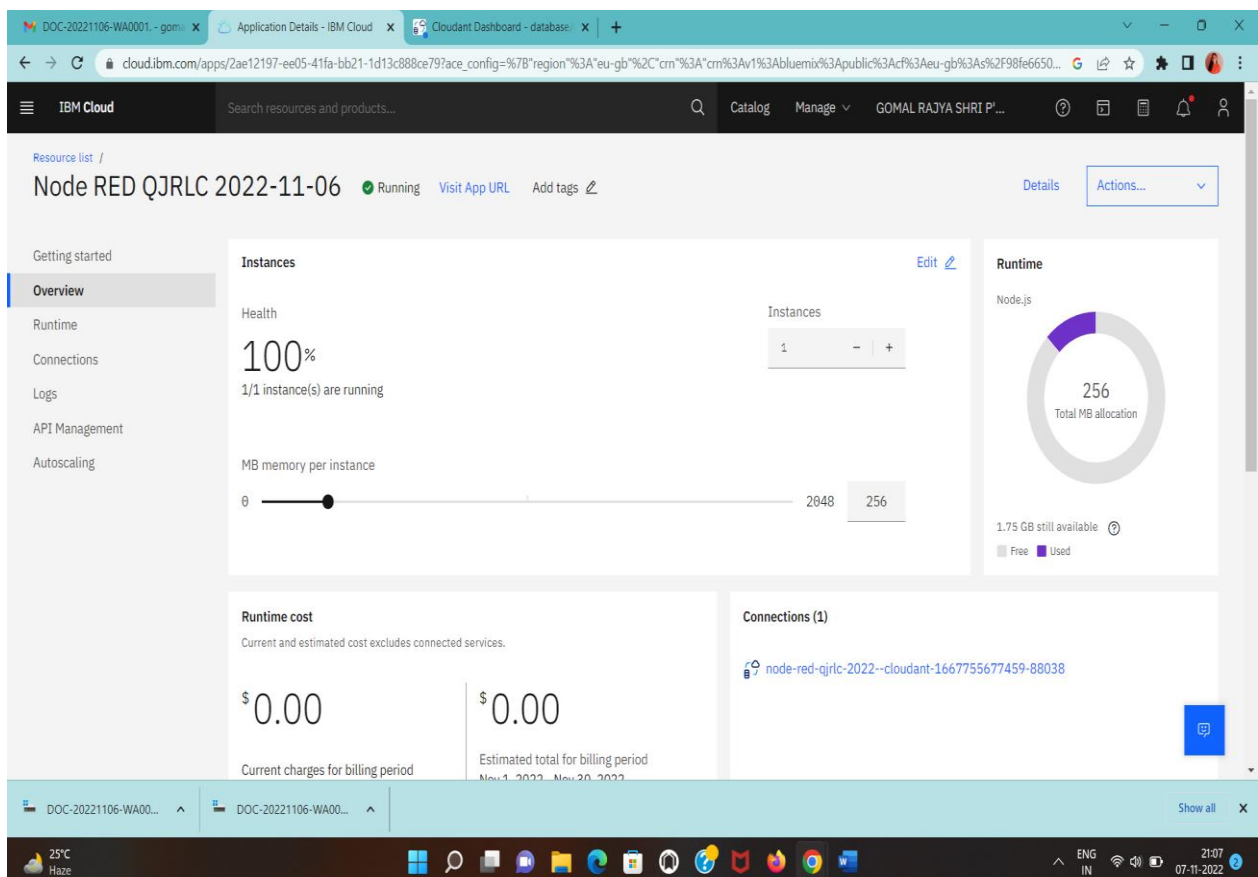 DOC-20221106-WA0001. - goma
Application Details - IBM Cloud
Cloudant Dashboard - database
cloud.ibm.com/apps/2ae12197-ee05-41fa-bb21-1d13c888ce79?ace_config=%7B"region"%3A"eu-gb"%2C"crn"%3A"crn%3Av1%3Abluemix%3Apublic%3Acf%3Aeu-gb%3As%2F98fe6650...
IBM Cloud
Search resources and products...
Catalog
Manage
GOMAL RAJYA SHRI P'...
Resource list /
Node RED QJRLC 2022-11-06
Running
Visit App URL
Add tags
Details
Actions...
Getting started
Overview
Runtime
Connections
Logs
API Management
Autoscaling
Instances
Edit
Health
100%
1/1 instance(s) are running
Instances
1 - +
MB memory per instance
0
2048
256
Runtime
Node.js
256
Total MB allocation
1.75 GB still available
Free
Used
Runtime cost
Current and estimated cost excludes connected services.
$0.00
Current charges for billing period
$0.00
Estimated total for billing period
Nov 1, 2022 - Nov 30, 2022
Connections (1)
node-red-qjrlc-2022--cloudant-1667755677459-88038
DOC-20221106-WA00...
DOC-20221106-WA00...
Show all
25°C
Haze
ENG
IN
21:07
07-11-2022
2